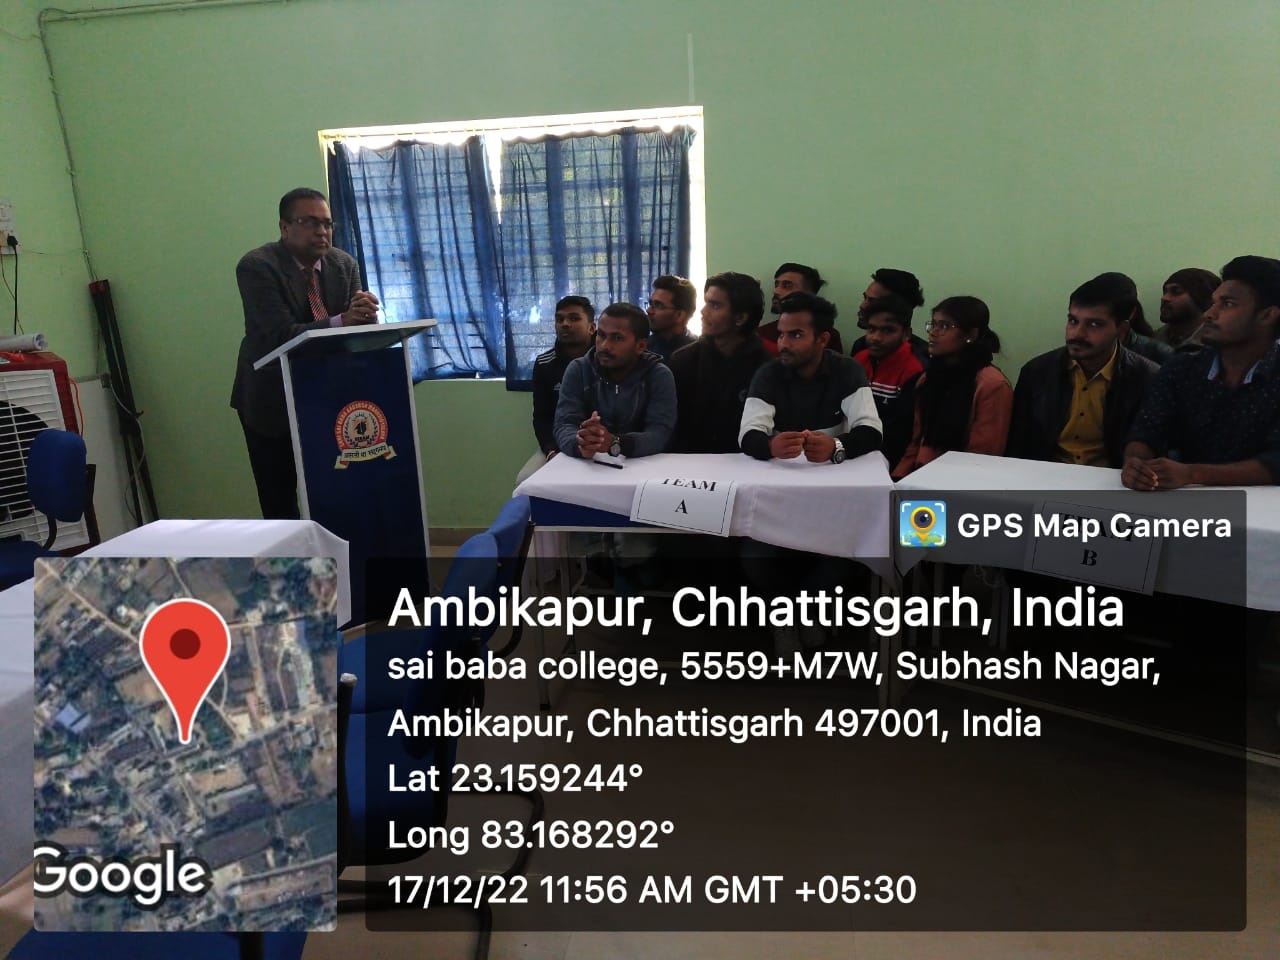 TEAM
A
GPS Map Camera
B
Ambikapur, Chhattisgarh, India
sai baba college, 5559+M7W, Subhash Nagar,
Ambikapur, Chhattisgarh 497001, India
Lat 23.159244°
Long 83.168292°
17/12/22 11:56 AM GMT +05:30
Google